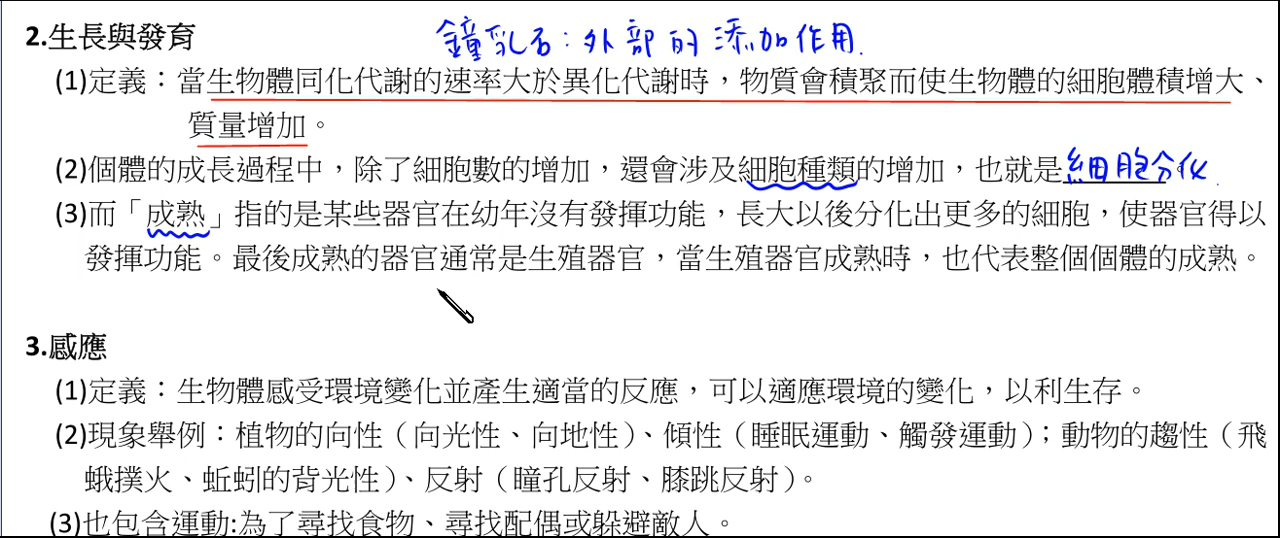 2.生長與發育 鐘乳石：外部的添加作用.
(1)定義：當生物體同化代謝的速率大於異化代謝時，物質會積聚而使生物體的細胞體積增大、
質量增加。
(2)個體的成長過程中，除了細胞數的增加，還會涉及細胞種類的增加，也就是細胞分化。
(3)而「成熟」指的是某些器官在幼年沒有發揮功能，長大以後分化出更多的細胞，使器官得以
發揮功能。最後成熟的器官通常是生殖器官，當生殖器官成熟時，也代表整個個體的成熟。
3.感應
(1)定義：生物體感受環境變化並產生適當的反應，可以適應環境的變化，以利生存。
(2)現象舉例：植物的向性（向光性、向地性）、傾性（睡眠運動、觸發運動）；動物的趨性（飛
蛾撲火、蚯蚓的背光性）、反射（瞳孔反射、膝跳反射）。
(3)也包含運動:為了尋找食物、尋找配偶或躲避敵人。